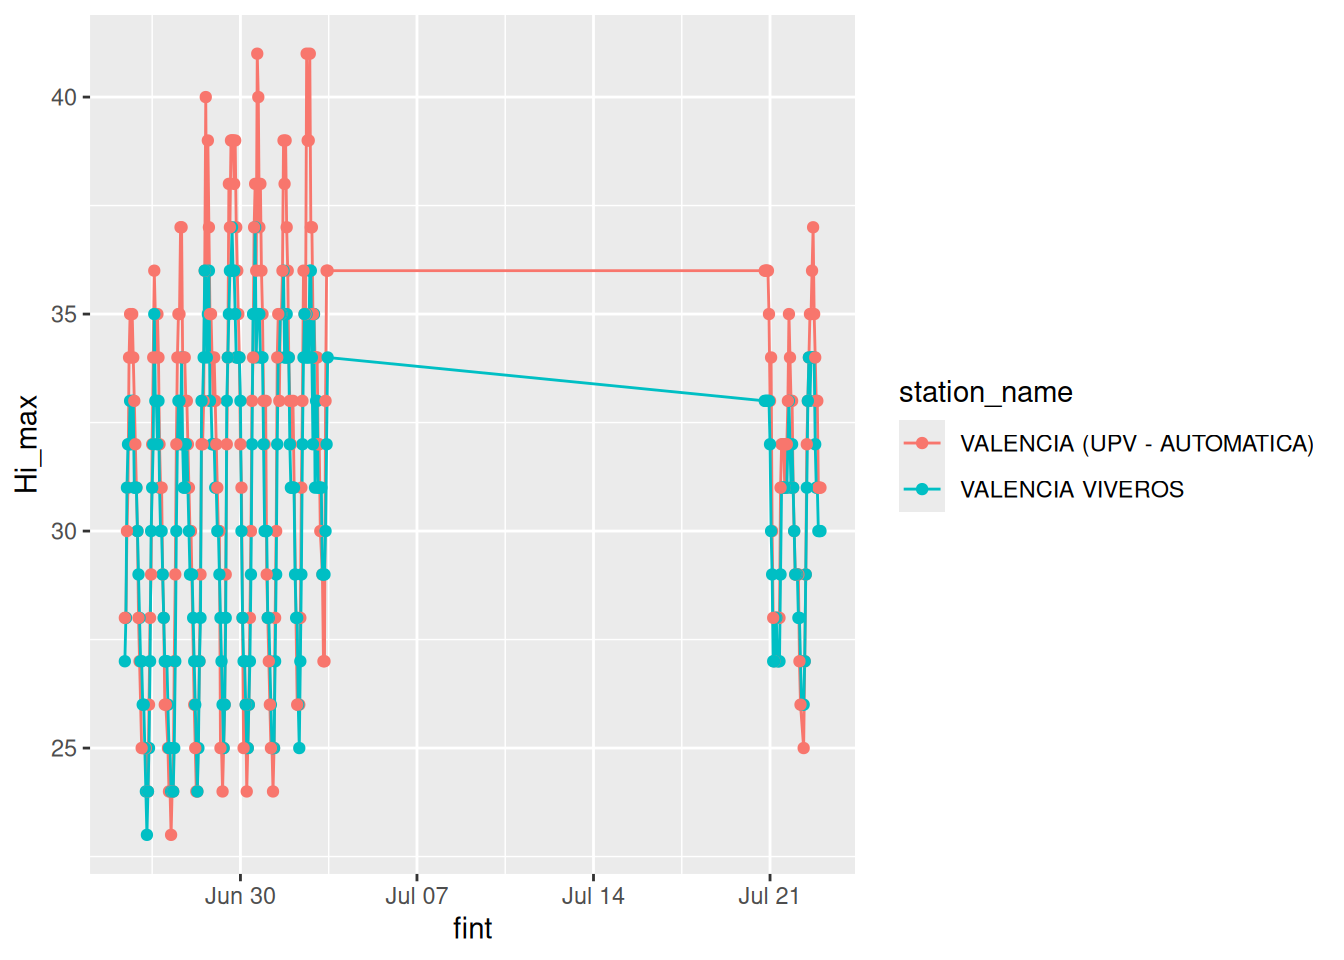 40
35
30
25
Hi_max
Jun 30
Jul 07
Jul 14
Jul 21
fint
station_name
VALENCIA (UPV - AUTOMATICA)
VALENCIA VIVEROS